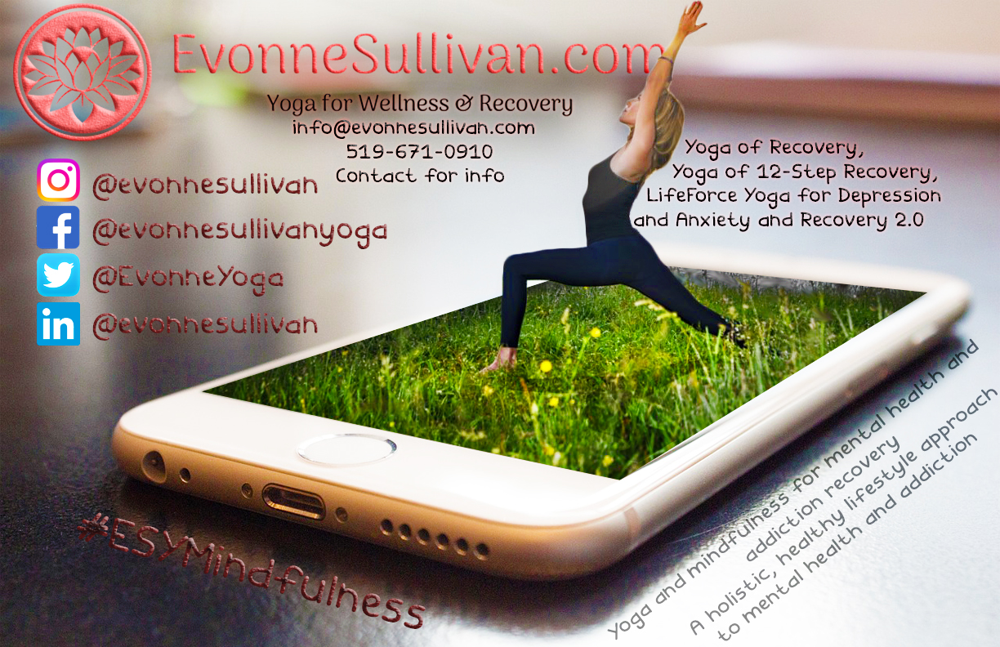 EvonneSullivan.com
Yoga for Wellness & Recovery
info@evonnesullivan.com
519-671-0910
Contact for info
@evonnesullivan
@evonnesullivanyoga
@EvonneYoga
in @evonnesullivan
Yoga of Recovery,
Yoga of 12-Step Recovery,
LifeForce Yoga for Depression
and Anxiety and Recovery 2.0
#ESYMindfulness
Yoga and mindfulness for mental health and
addiction recovery
A holistic, healthy lifestyle approach
to mental health and addiction